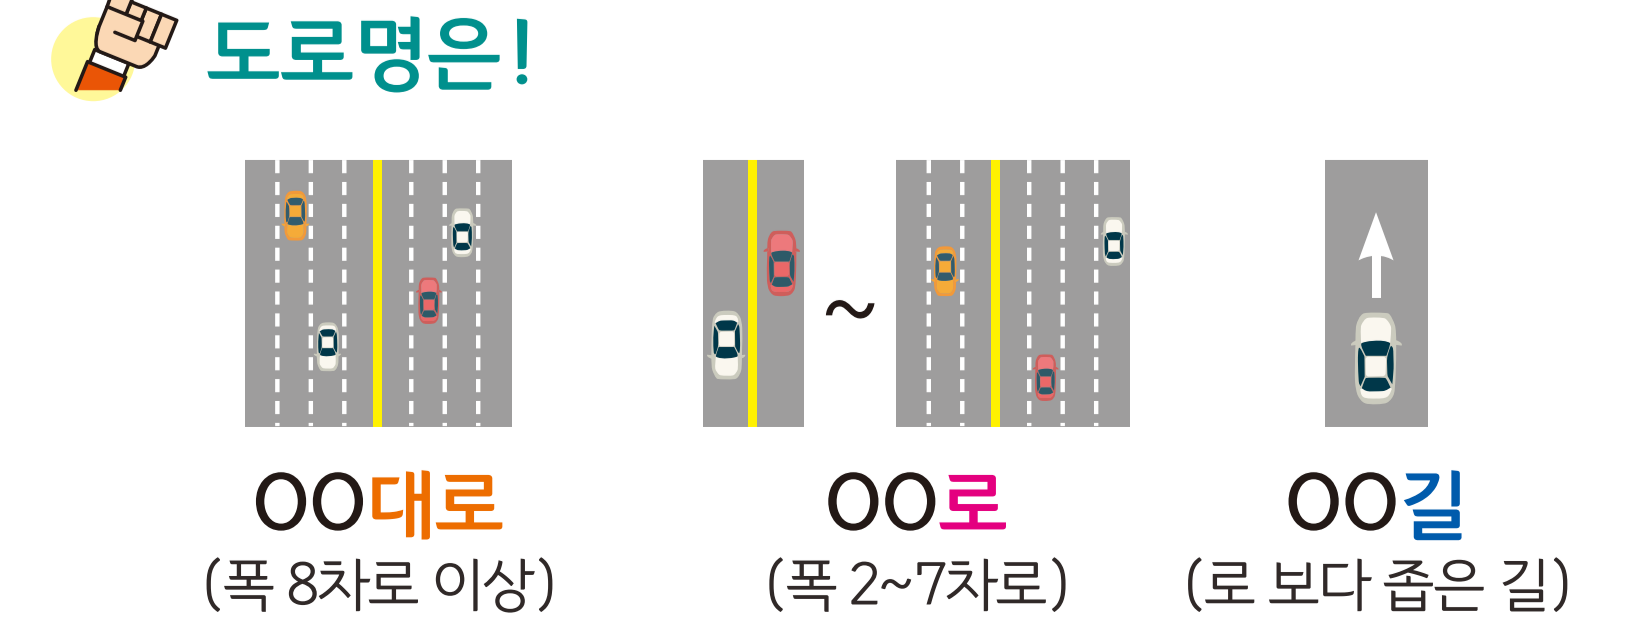 도로명은!
~
OO대로
OO로
OO길
(폭 8차로 이상)
(폭 2~7차로)
(로 보다 좁은 길)